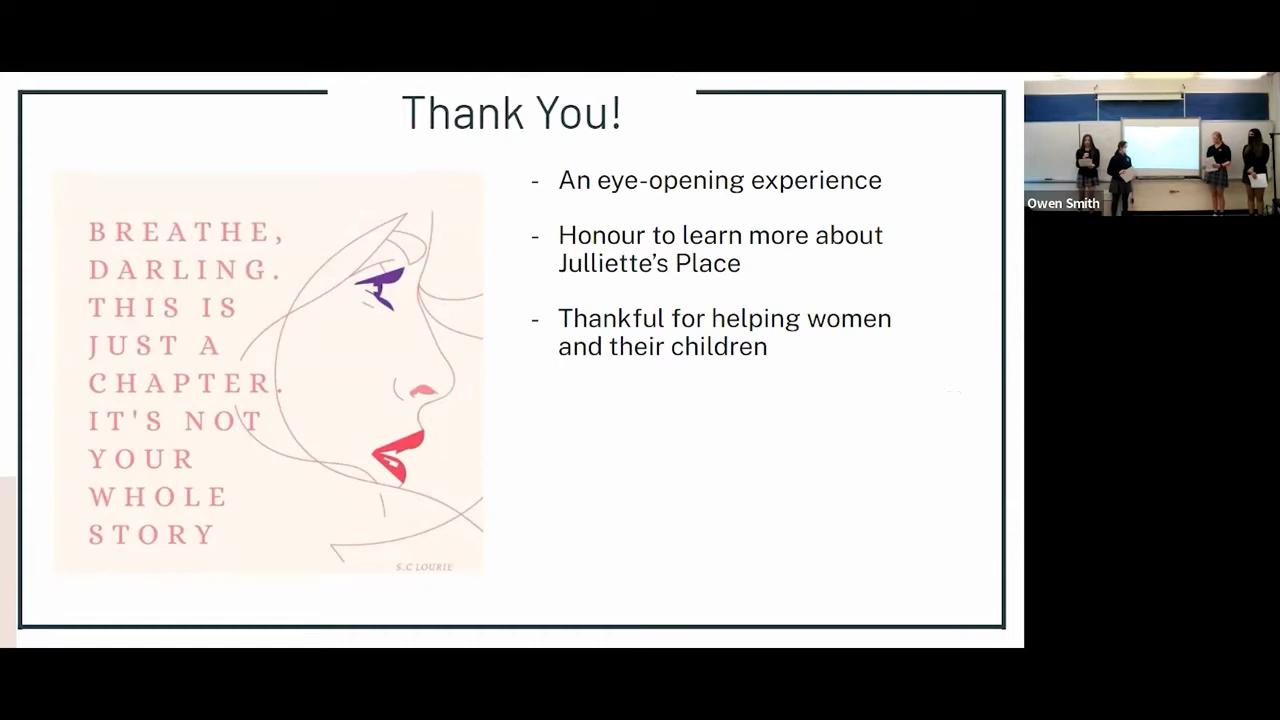 Thank You!
BREATHE,
DARLING.
THIS IS
JUST A
CHAPTER.
IT'S NOT
YOUR
WHOLE
STORY
S.C LOURIE
- An eye-opening experience
- Honour to learn more about
Julliette’s Place
- Thankful for helping women
and their children
Owen Smith